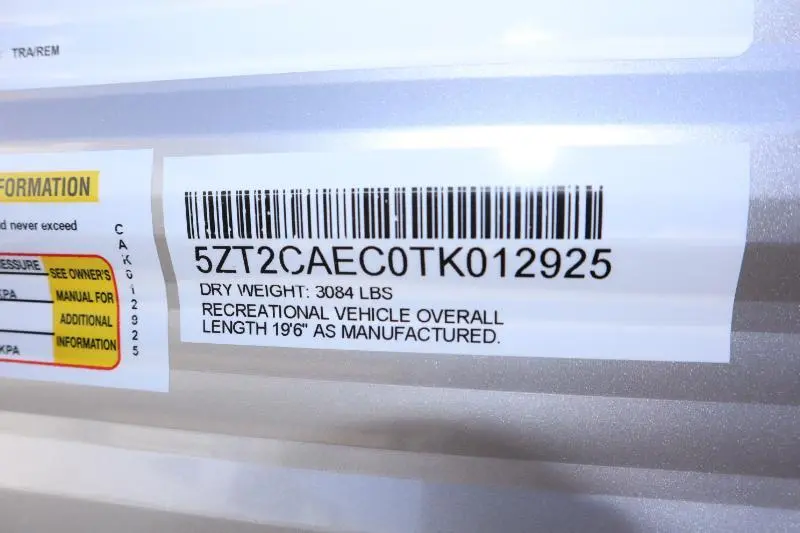 TRA/REM
FORMATION
d never exceed
ESSURE
SEE OWNER'S
KPA
MANUAL FOR
ADDITIONAL
INFORMATION
KPA
CAK012925
5ZT2CAEC0TK012925
DRY WEIGHT: 3084 LBS
RECREATIONAL VEHICLE OVERALL
LENGTH 19'6" AS MANUFACTURED.